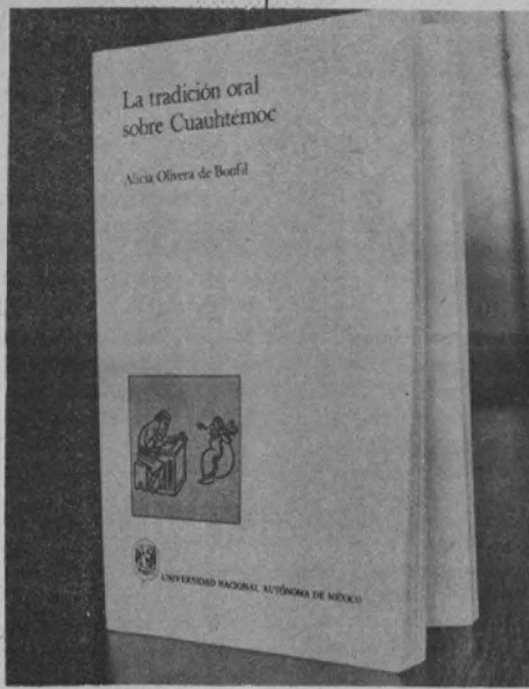 La tradición oral
sobre Cuauhtémoc
Alicia Olivera de Bonfil
UNIVERSIDAD NACIONAL AUTÓNOMA DE MÉXICO